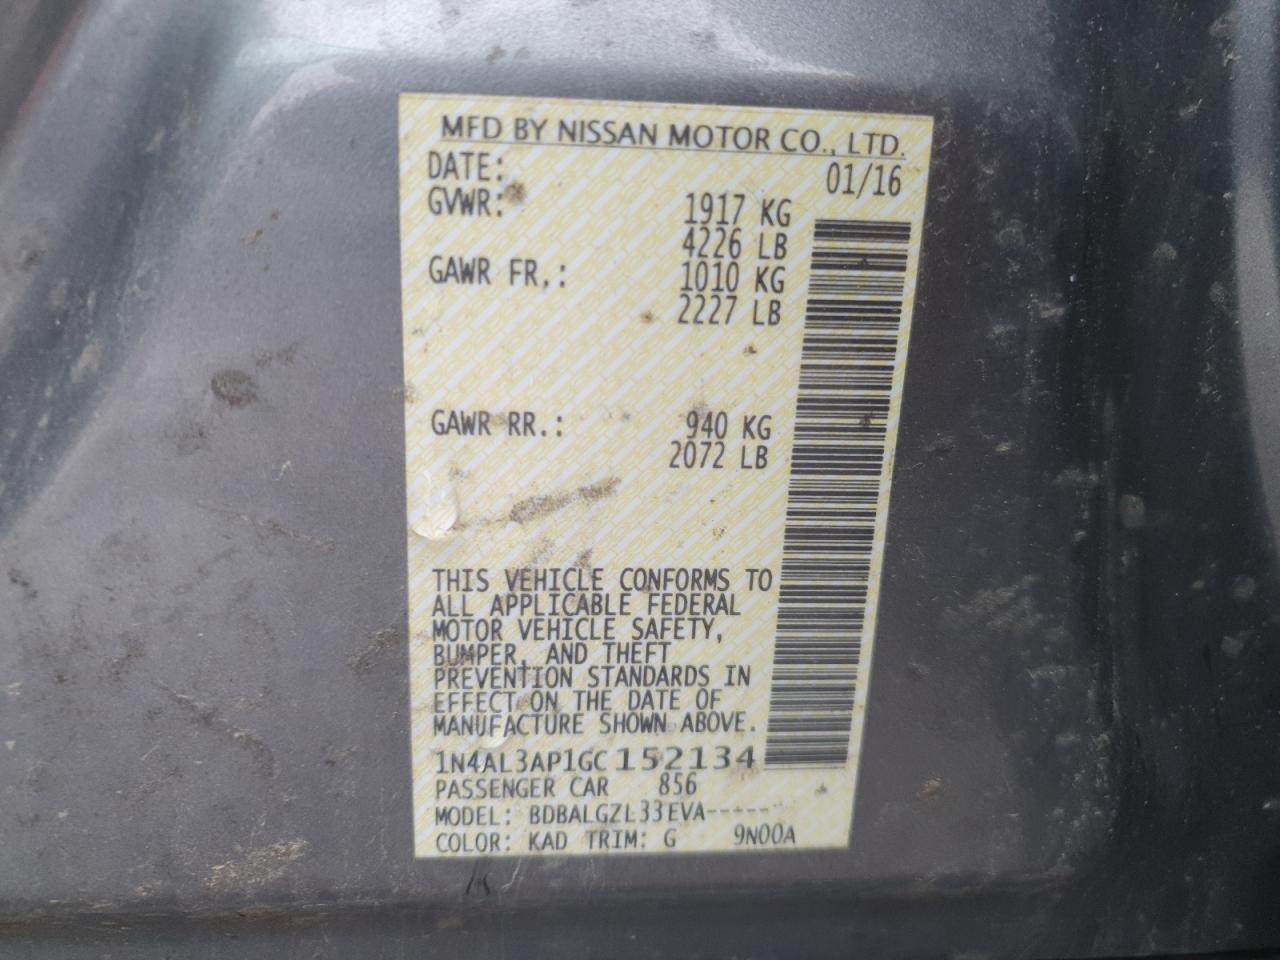 MFD BY NISSAN MOTOR CO., LTD.
DATE: 01/16
GVWR: 1917 KG
4226 LB
GAWR FR.: 1010 KG
2227 LB
GAWR RR.: 940 KG
2072 LB
THIS VEHICLE CONFORMS TO
ALL APPLICABLE FEDERAL
MOTOR VEHICLE SAFETY,
BUMPER, AND THEFT
PREVENTION STANDARDS IN
EFFECT ON THE DATE OF
MANUFACTURE SHOWN ABOVE.
1N4AL3AP1GC152134
PASSENGER CAR 856
MODEL: BDBALGZL33EVA-----
COLOR: KAD TRIM: G 9N00A